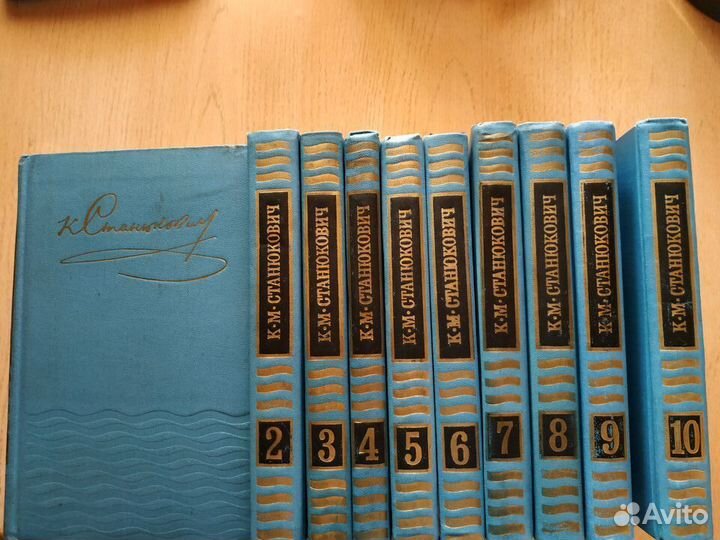 К Станюкович
К·М·СТАНЮКОВИЧ
2
К·М·СТАНЮКОВИЧ
3
К·М·СТАНЮКОВИЧ
4
К·М·СТАНЮКОВИЧ
5
К·М·СТАНЮКОВИЧ
6
К·М·СТАНЮКОВИЧ
7
К·М·СТАНЮКОВИЧ
8
К·М·СТАНЮКОВИЧ
9
К·М·СТАНЮКОВИЧ
10
Avito